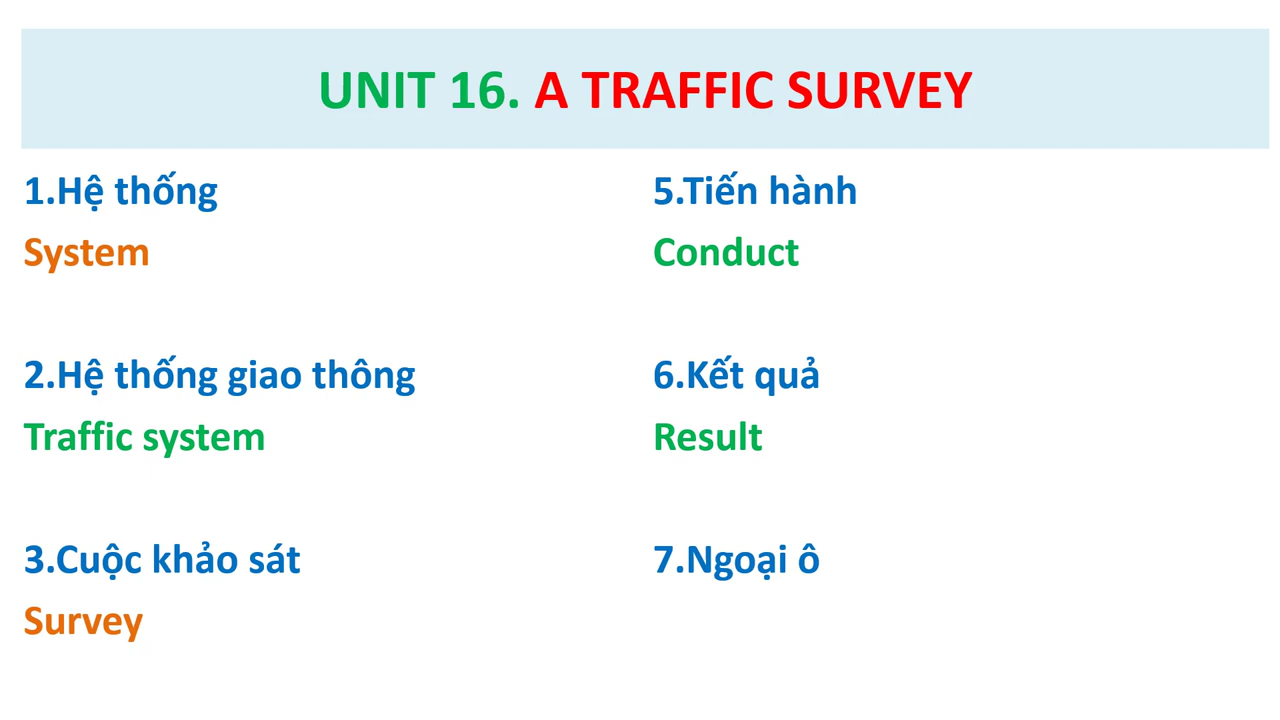 UNIT 16. A TRAFFIC SURVEY
1.Hệ thống
System
2.Hệ thống giao thông
Traffic system
3.Cuộc khảo sát
Survey
5.Tiến hành
Conduct
6.Kết quả
Result
7.Ngoại ô